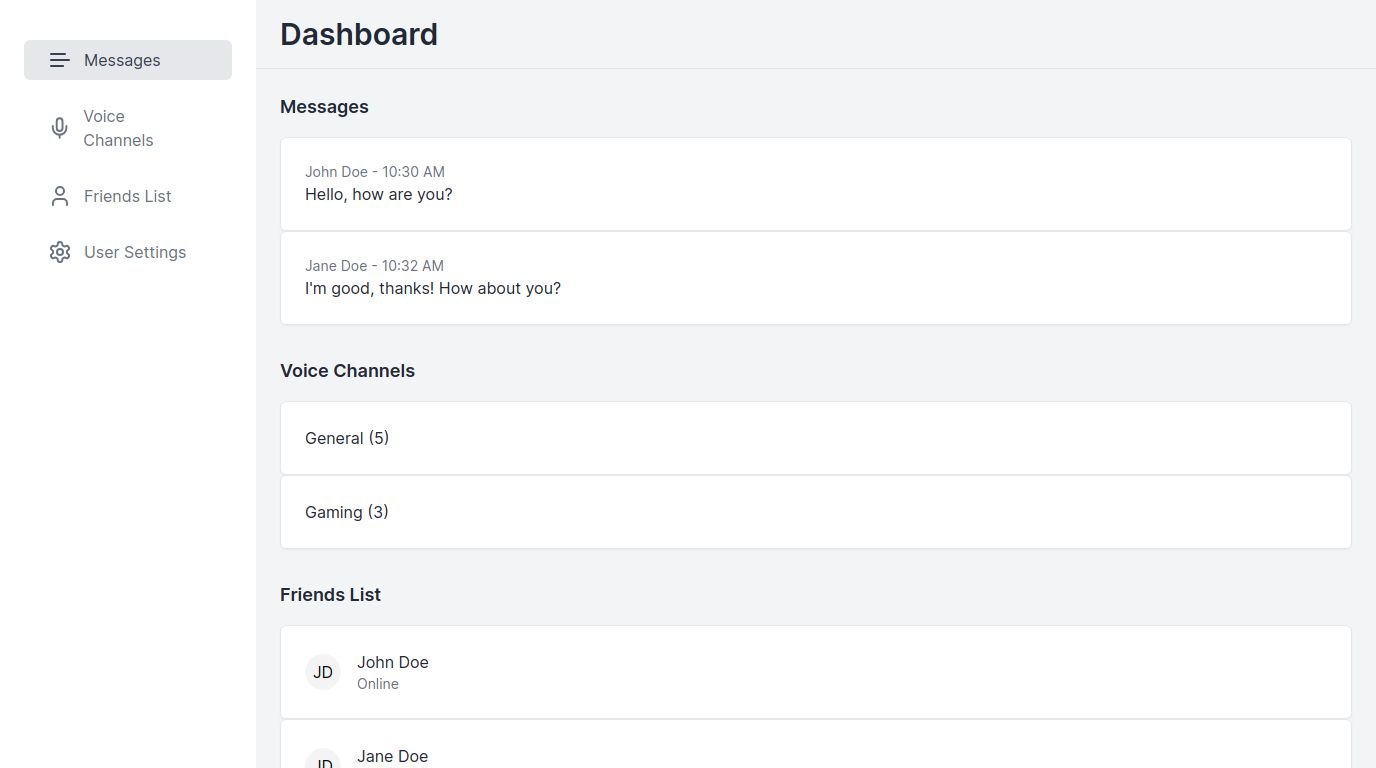 Messages
Voice
Channels
Friends List
User Settings
Dashboard
Messages
John Doe - 10:30 AM
Hello, how are you?
Jane Doe - 10:32 AM
I'm good, thanks! How about you?
Voice Channels
General (5)
Gaming (3)
Friends List
JD
John Doe
Online
JD
Jane Doe